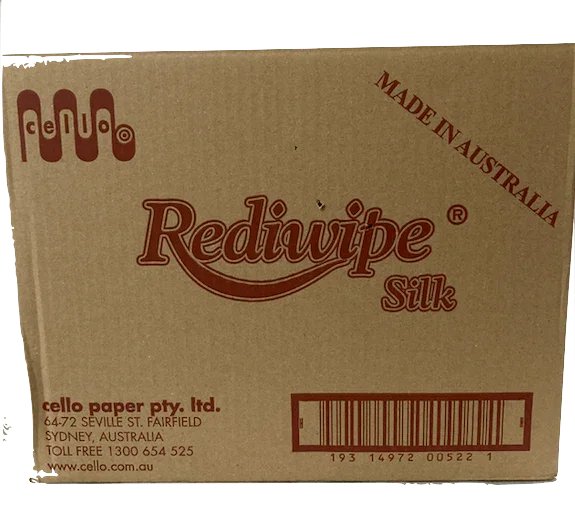 cello®
MADE IN AUSTRALIA
Rediwipe®
Silk
cello paper pty. ltd.
64-72 SEVILLE ST. FAIRFIELD
SYDNEY, AUSTRALIA
TOLL FREE 1300 654 525
www.cello.com.au
193 14972 00522 1